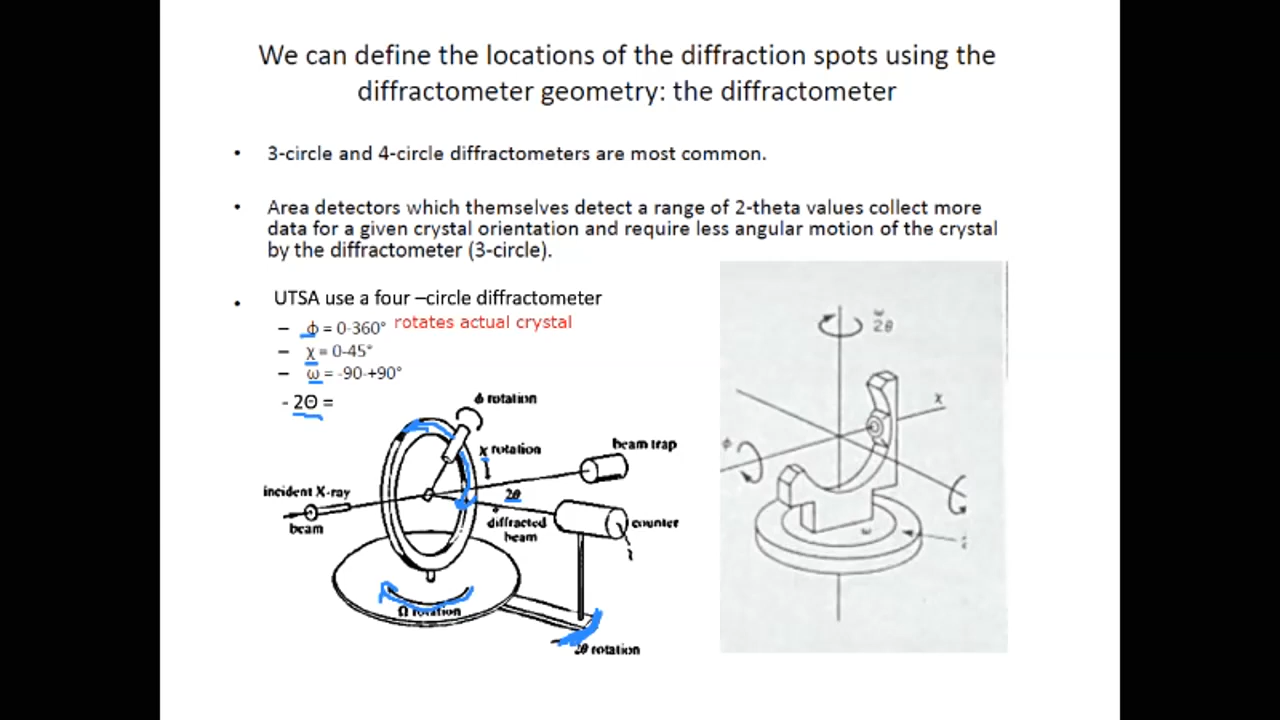 We can define the locations of the diffraction spots using the
diffractometer geometry: the diffractometer
• 3-circle and 4-circle diffractometers are most common.
• Area detectors which themselves detect a range of 2-theta values collect more
data for a given crystal orientation and require less angular motion of the crystal
by the diffractometer (3-circle).
• UTSA use a four –circle diffractometer
– ϕ = 0-360° rotates actual crystal
– χ = 0-45°
– ω = -90-+90°
- 2Θ =
ϕ rotation
χ rotation
beam trap
incident X-ray
beam
2θ
diffracted
beam
counter
Ω rotation
2θ rotation
ω
2θ
χ
ϕ
ω